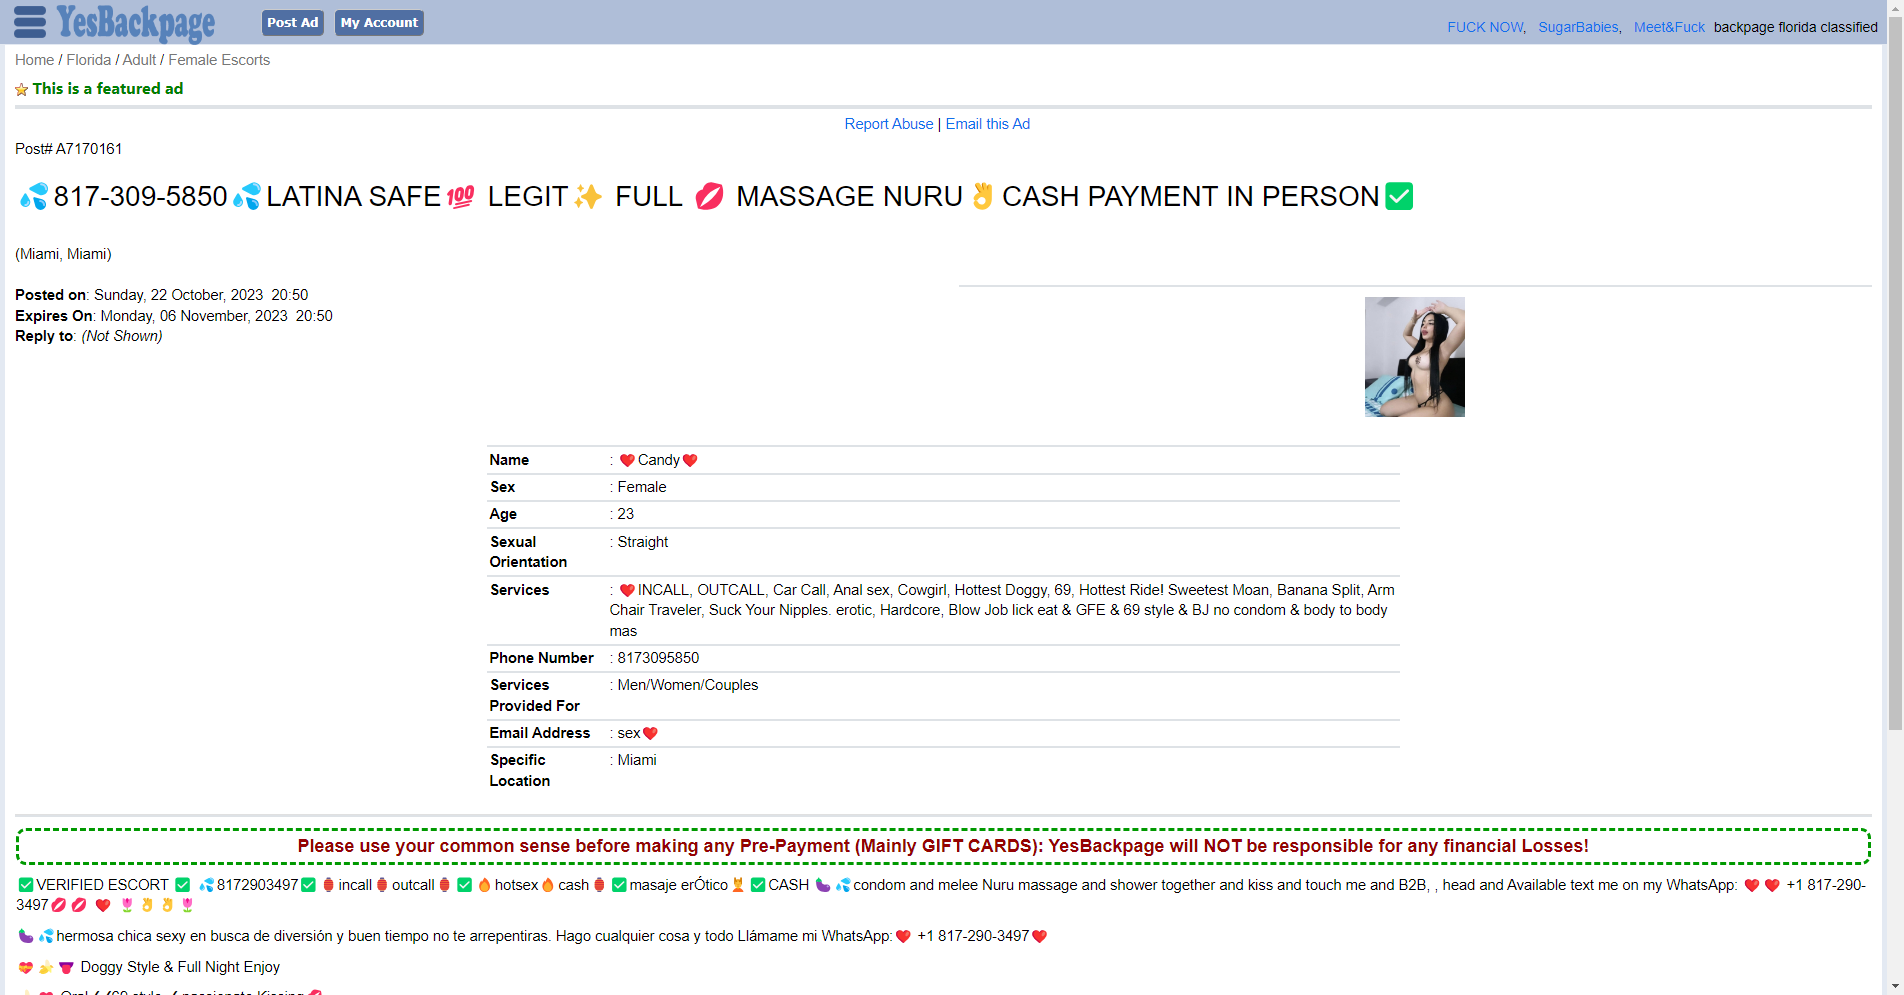 YesBackpage
Post Ad
My Account
FUCK NOW, SugarBabies, Meet&Fuck backpage florida classified
Home / Florida / Adult / Female Escorts
⭐ This is a featured ad
Report Abuse | Email this Ad
Post# A7170161
💦817-309-5850💦LATINA SAFE💯 LEGIT✨ FULL 💋 MASSAGE NURU👌CASH PAYMENT IN PERSON✅
(Miami, Miami)
Posted on: Sunday, 22 October, 2023 20:50
Expires On: Monday, 06 November, 2023 20:50
Reply to: (Not Shown)
Name : ❤️Candy❤️
Sex : Female
Age : 23
Sexual Orientation : Straight
Services : ❤️INCALL, OUTCALL, Car Call, Anal sex, Cowgirl, Hottest Doggy, 69, Hottest Ride! Sweetest Moan, Banana Split, Arm
Chair Traveler, Suck Your Nipples. erotic, Hardcore, Blow Job lick eat & GFE & 69 style & BJ no condom & body to body
mas
Phone Number : 8173095850
Services Provided For : Men/Women/Couples
Email Address : sex❤️
Specific Location : Miami
Please use your common sense before making any Pre-Payment (Mainly GIFT CARDS): YesBackpage will NOT be responsible for any financial Losses!
✅VERIFIED ESCORT ✅ 💦8172903497✅🏮incall🏮outcall🏮✅🔥hotsex🔥cash🏮✅masaje erÓtico🤶✅CASH🍆💦condom and melee Nuru massage and shower together and kiss and touch me and B2B, , head and Available text me on my WhatsApp: ❤️❤️ +1 817-290-
3497💋💋 ❤️ 🌷👌👌🌷
🍆💦hermosa chica sexy en busca de diversión y buen tiempo no te arrepentiras. Hago cualquier cosa y todo Llámame mi WhatsApp:❤️ +1 817-290-3497❤️
💝🍌👅 Doggy Style & Full Night Enjoy